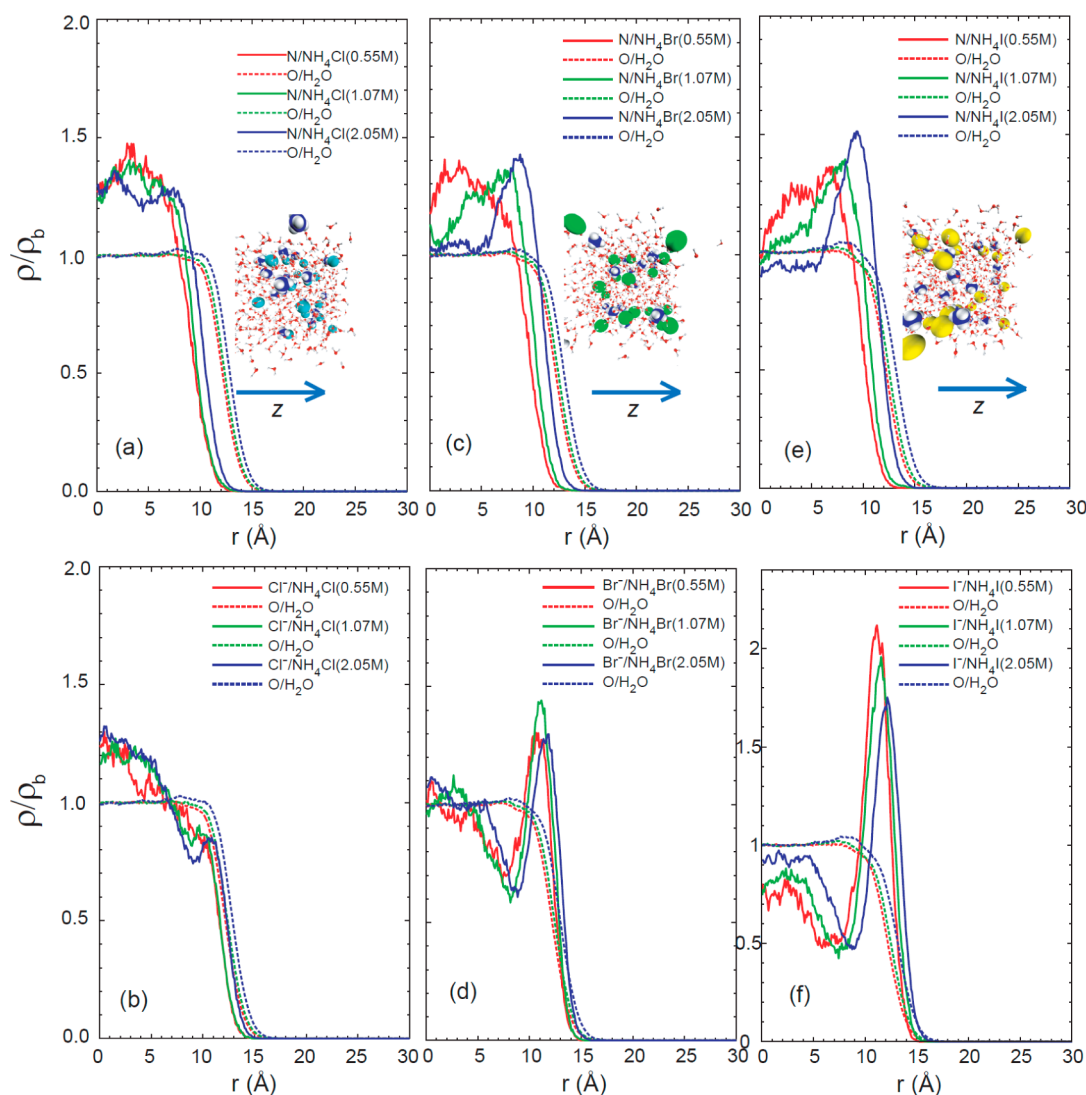 2.0
1.5
1.0
0.5
0.0
ρ/ρb
N/NH4Cl(0.55M)
O/H2O
N/NH4Cl(1.07M)
O/H2O
N/NH4Cl(2.05M)
O/H2O
z
(a)
0 5 10 15 20 25 30
r (Å)
N/NH4Br(0.55M)
O/H2O
N/NH4Br(1.07M)
O/H2O
N/NH4Br(2.05M)
O/H2O
z
(c)
0 5 10 15 20 25 30
r (Å)
N/NH4I(0.55M)
O/H2O
N/NH4I(1.07M)
O/H2O
N/NH4I(2.05M)
O/H2O
z
(e)
0 5 10 15 20 25 30
r (Å)
2.0
1.5
1.0
0.5
0.0
ρ/ρb
Cl−/NH4Cl(0.55M)
O/H2O
Cl−/NH4Cl(1.07M)
O/H2O
Cl−/NH4Cl(2.05M)
O/H2O
(b)
0 5 10 15 20 25 30
r (Å)
Br−/NH4Br(0.55M)
O/H2O
Br−/NH4Br(1.07M)
O/H2O
Br−/NH4Br(2.05M)
O/H2O
(d)
0 5 10 15 20 25 30
r (Å)
2
1.5
1
0.5
0
I−/NH4I(0.55M)
O/H2O
I−/NH4I(1.07M)
O/H2O
I−/NH4I(2.05M)
O/H2O
(f)
0 5 10 15 20 25 30
r (Å)